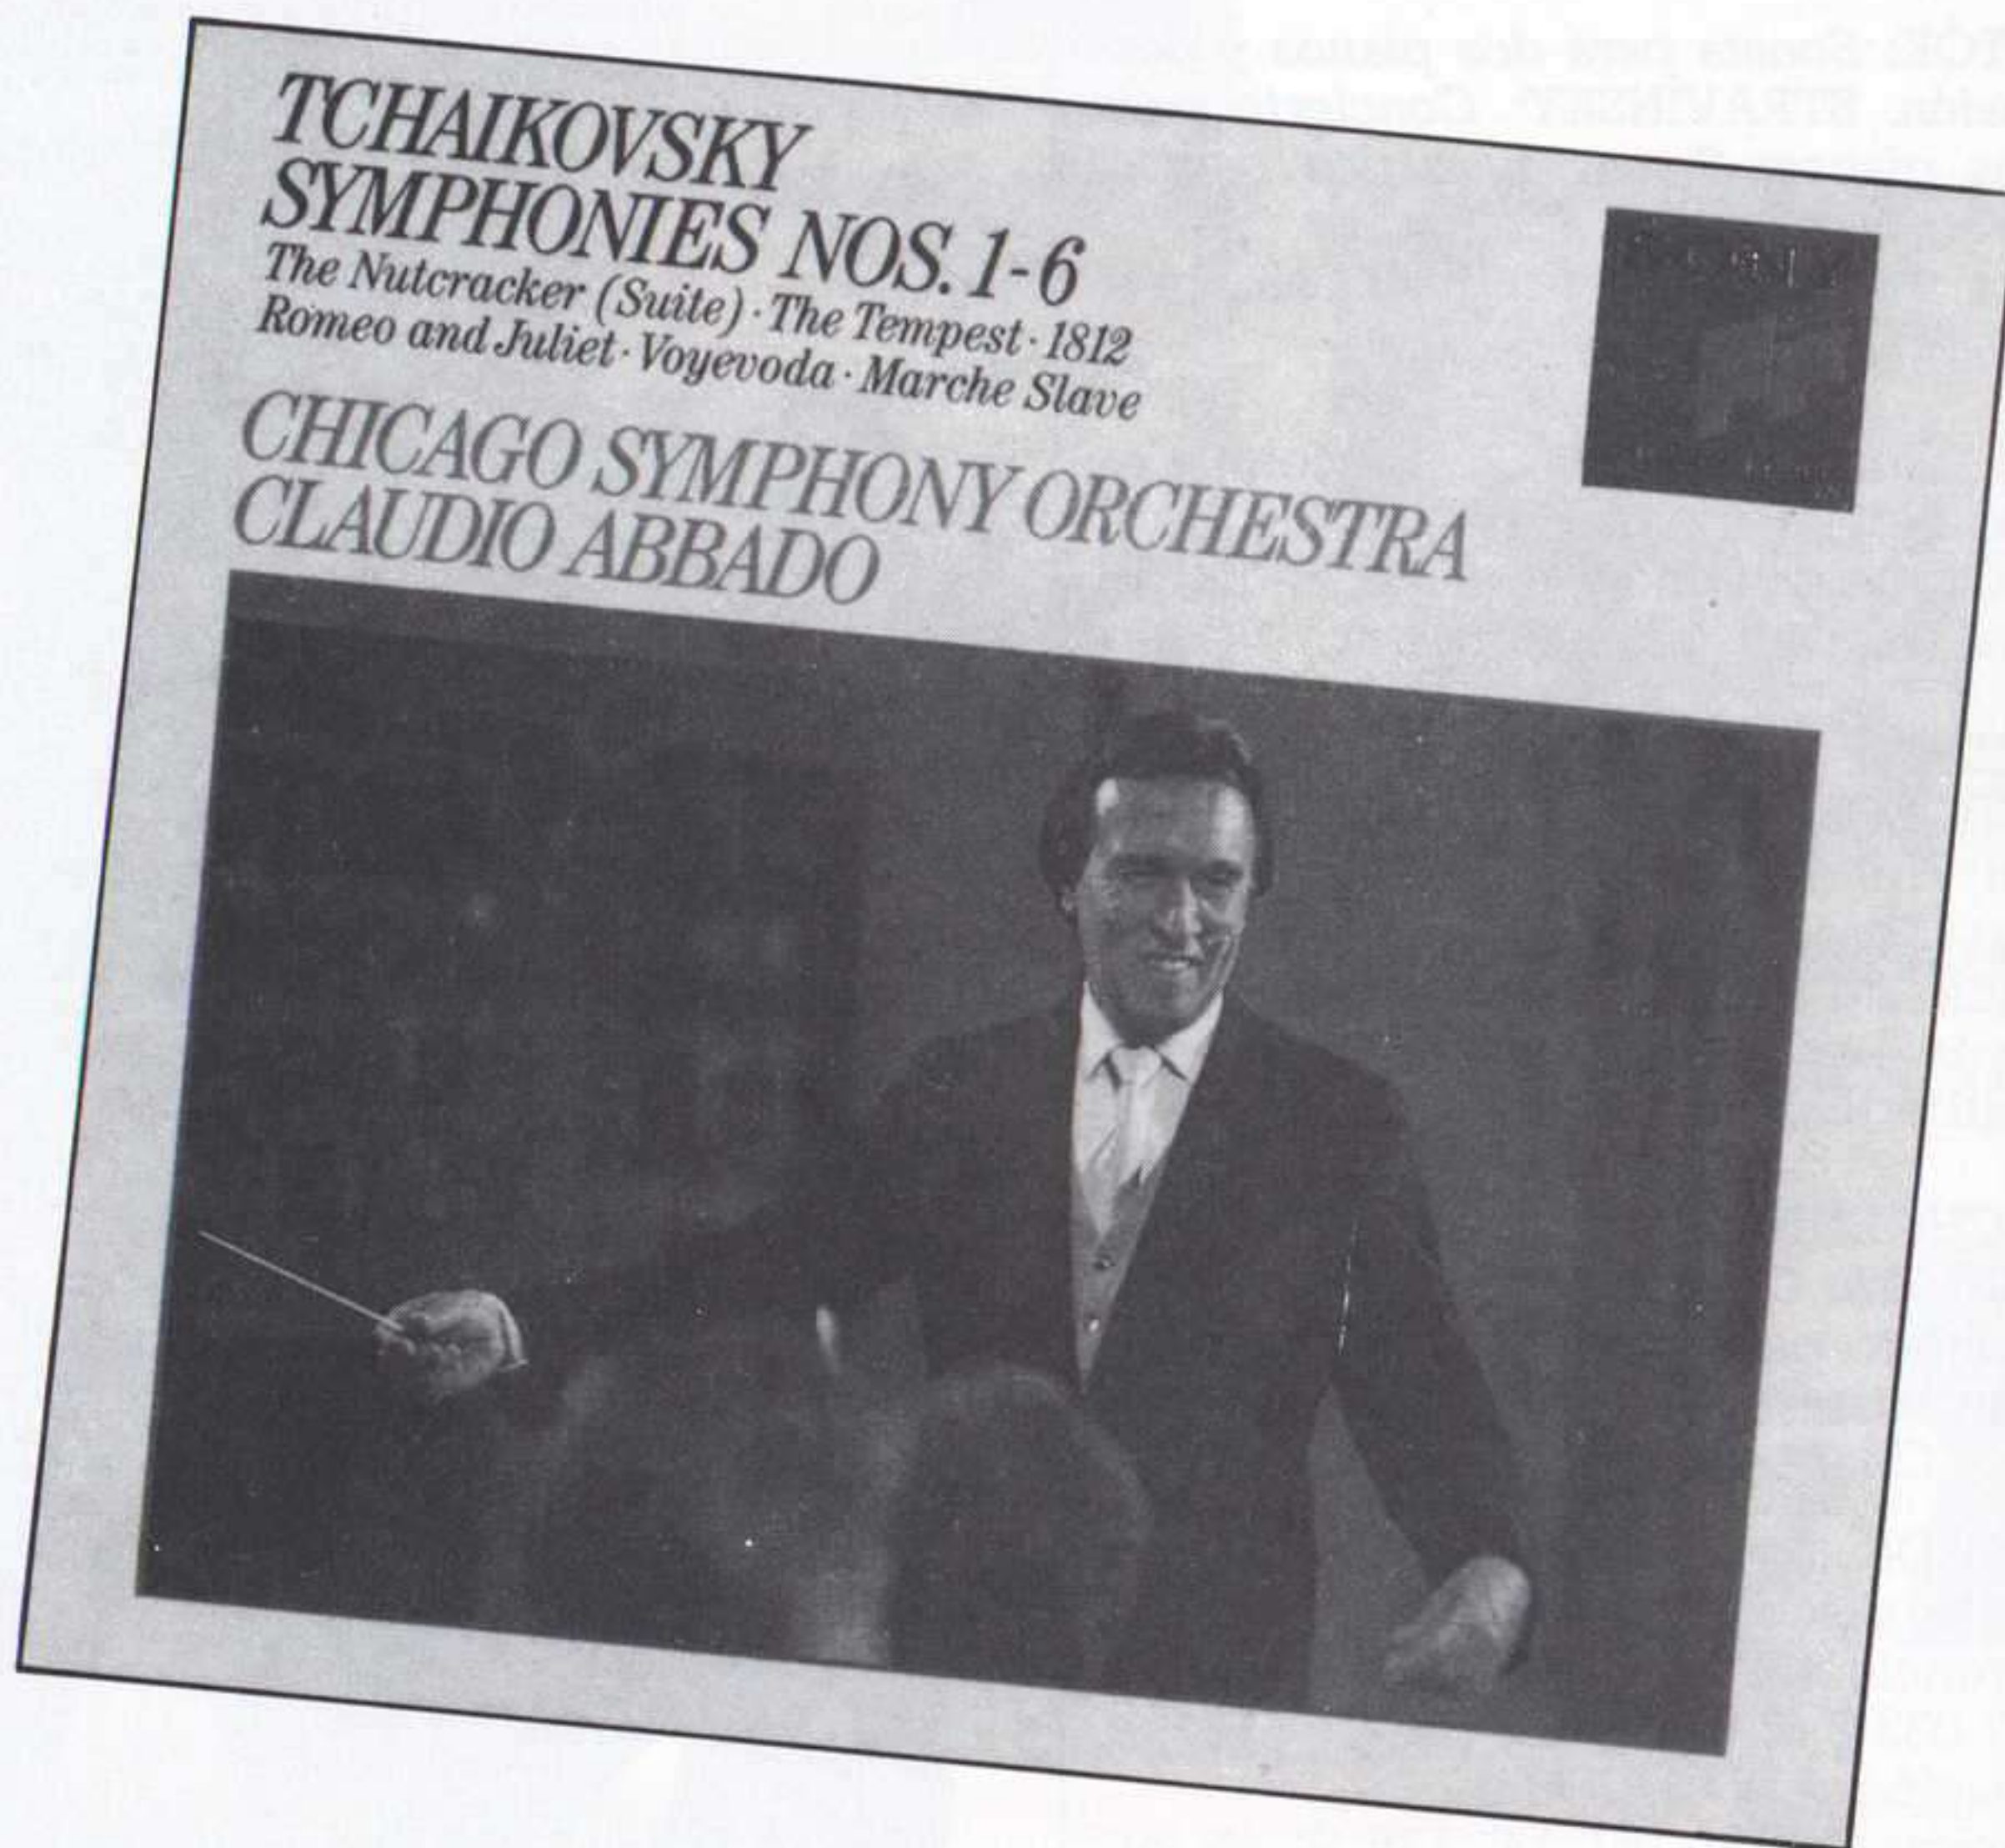 TCHAIKOVSKY
SYMPHONIES NOS. 1-6
The Nutcracker (Suite) · The Tempest · 1812
Romeo and Juliet · Voyevoda · Marche Slave
CHICAGO SYMPHONY ORCHESTRA
CLAUDIO ABBADO